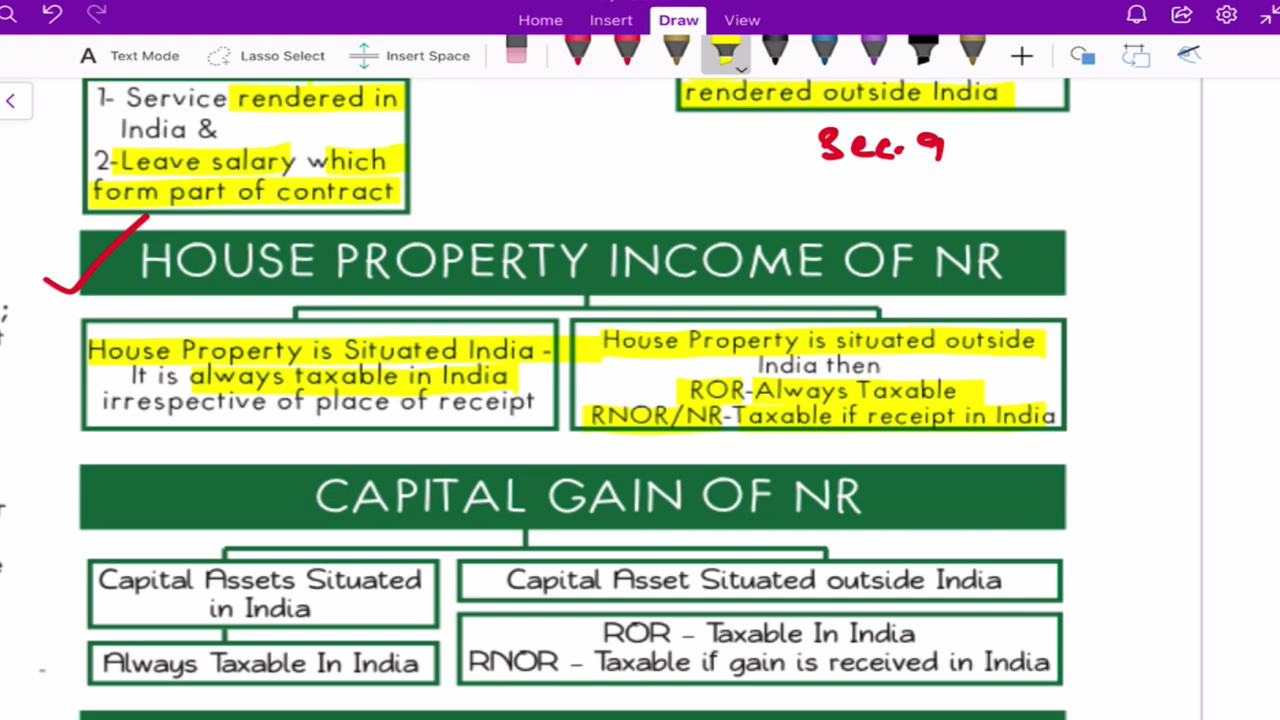 Home Insert Draw View
A Text Mode Lasso Select Insert Space
1- Service rendered in
India &
2-Leave salary which
form part of contract
rendered outside India
Sec. 9
HOUSE PROPERTY INCOME OF NR
House Property is Situated India -
It is always taxable in India
irrespective of place of receipt
House Property is situated outside
India then
ROR-Always Taxable
RNOR/NR-Taxable if receipt in India
CAPITAL GAIN OF NR
Capital Assets Situated
in India
Always Taxable In India
Capital Asset Situated outside India
ROR – Taxable In India
RNOR – Taxable if gain is received in India